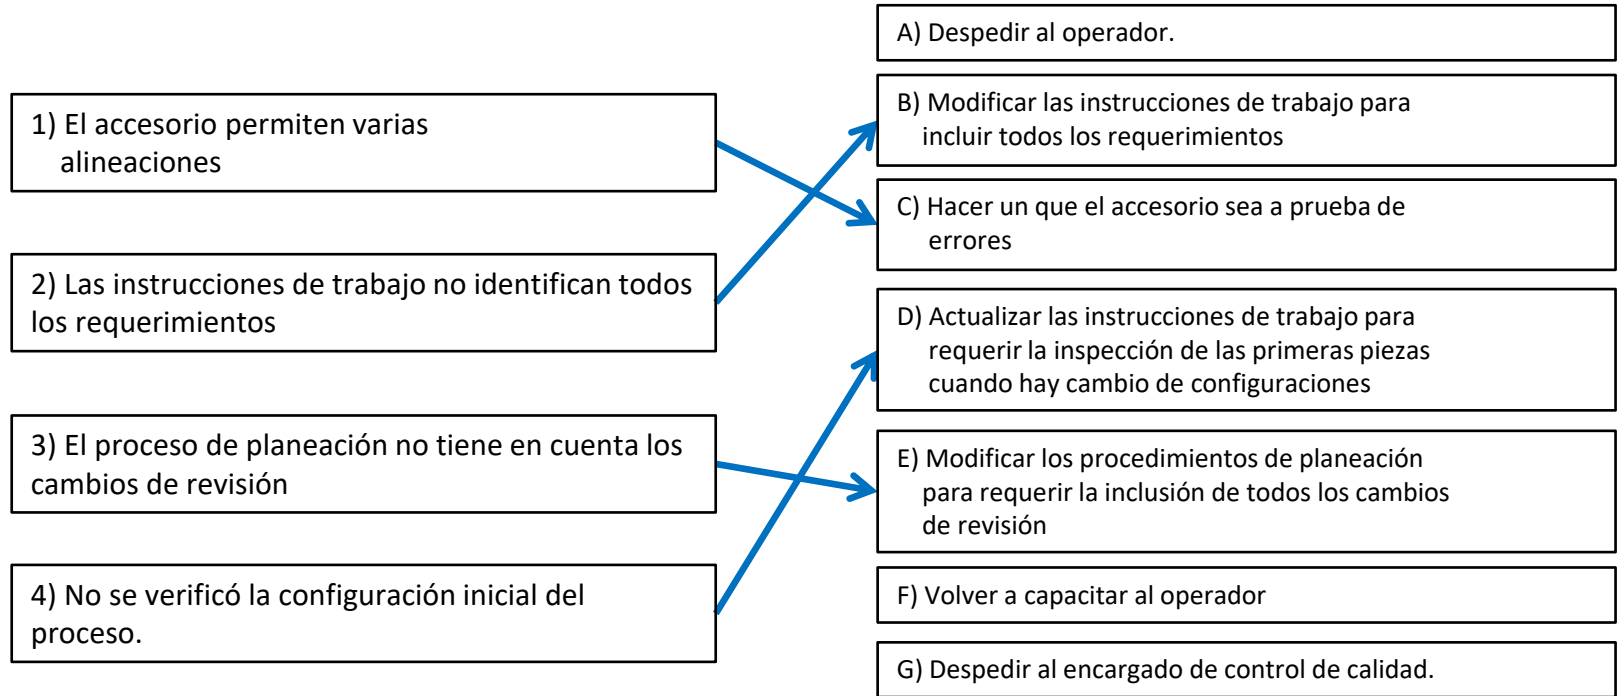 1) El accesorio permiten varias
alineaciones
2) Las instrucciones de trabajo no identifican todos
los requerimientos
3) El proceso de planeación no tiene en cuenta los
cambios de revisión
4) No se verificó la configuración inicial del
proceso.
A) Despedir al operador.
B) Modificar las instrucciones de trabajo para
incluir todos los requerimientos
C) Hacer un que el accesorio sea a prueba de
errores
D) Actualizar las instrucciones de trabajo para
requerir la inspección de las primeras piezas
cuando hay cambio de configuraciones
E) Modificar los procedimientos de planeación
para requerir la inclusión de todos los cambios
de revisión
F) Volver a capacitar al operador
G) Despedir al encargado de control de calidad.